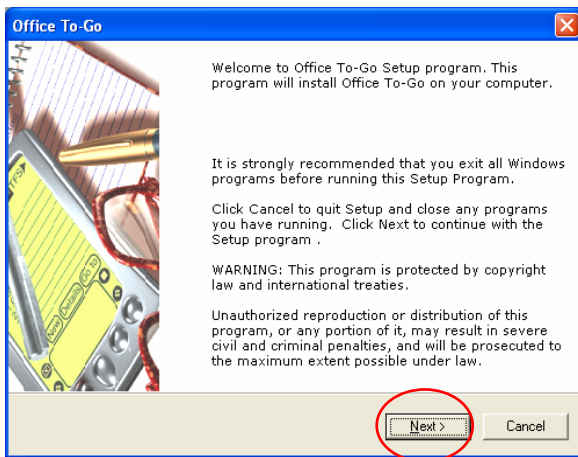 Office To-Go
Welcome to Office To-Go Setup program. This
program will install Office To-Go on your computer.
It is strongly recommended that you exit all Windows
programs before running this Setup Program.
Click Cancel to quit Setup and close any programs
you have running.  Click Next to continue with the
Setup program .
WARNING: This program is protected by copyright
law and international treaties.
Unauthorized reproduction or distribution of this
program, or any portion of it, may result in severe
civil and criminal penalties, and will be prosecuted to
the maximum extent possible under law.
New
Details
Go to
Next >
Cancel